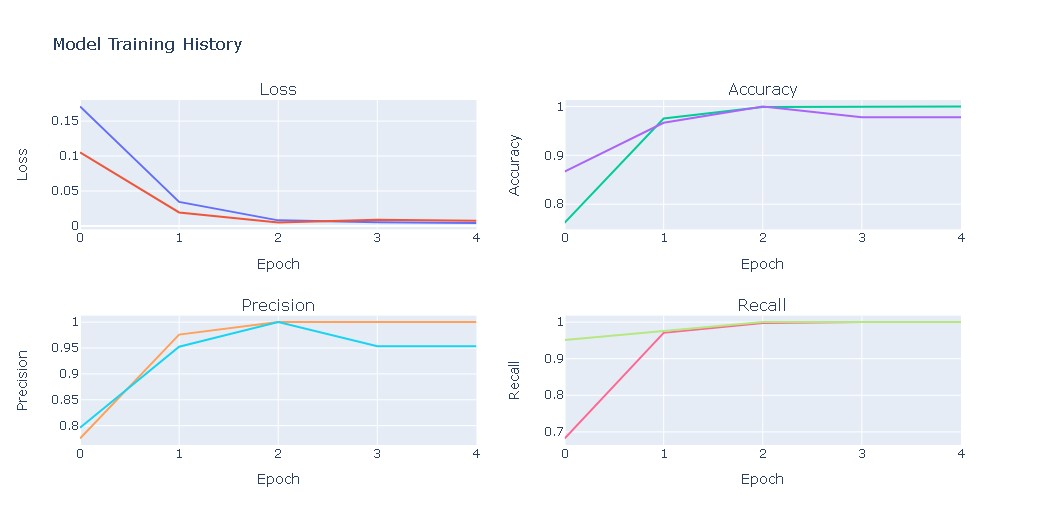 Model Training History
Loss
Loss
0.15
0.1
0.05
0
0 1 2 3 4
Epoch
Accuracy
Accuracy
1
0.9
0.8
0 1 2 3 4
Epoch
Precision
Precision
1
0.95
0.9
0.85
0.8
0 1 2 3 4
Epoch
Recall
Recall
1
0.9
0.8
0.7
0 1 2 3 4
Epoch